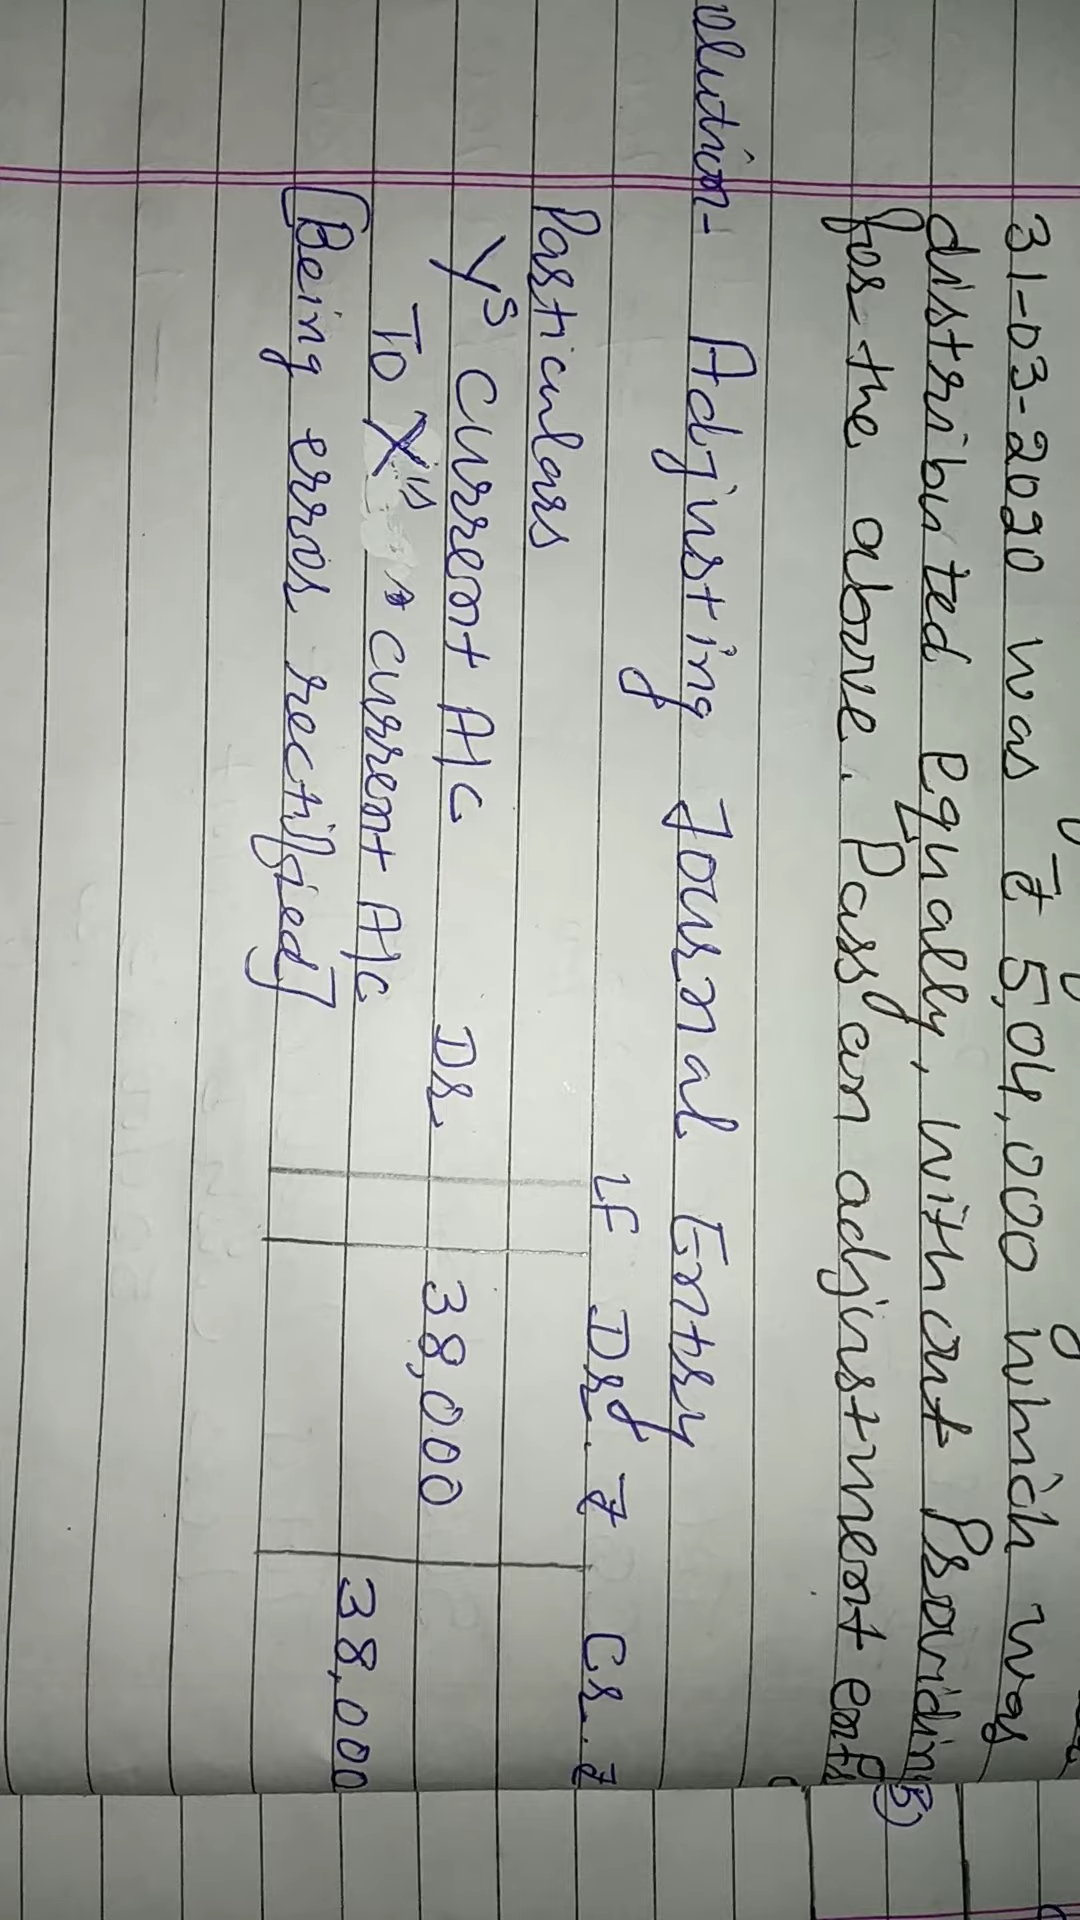 31-03-2020 was ₹ 5,04,000 which was
distributed equally, without Providing
for the above. Pass an adjustment entry
olution- Adjusting Journal Entry
Particulars LF Dr. ₹ Cr. ₹
Y's Current A/c Dr. 38,000
To X's Current A/c 38,000
[Being error rectified]